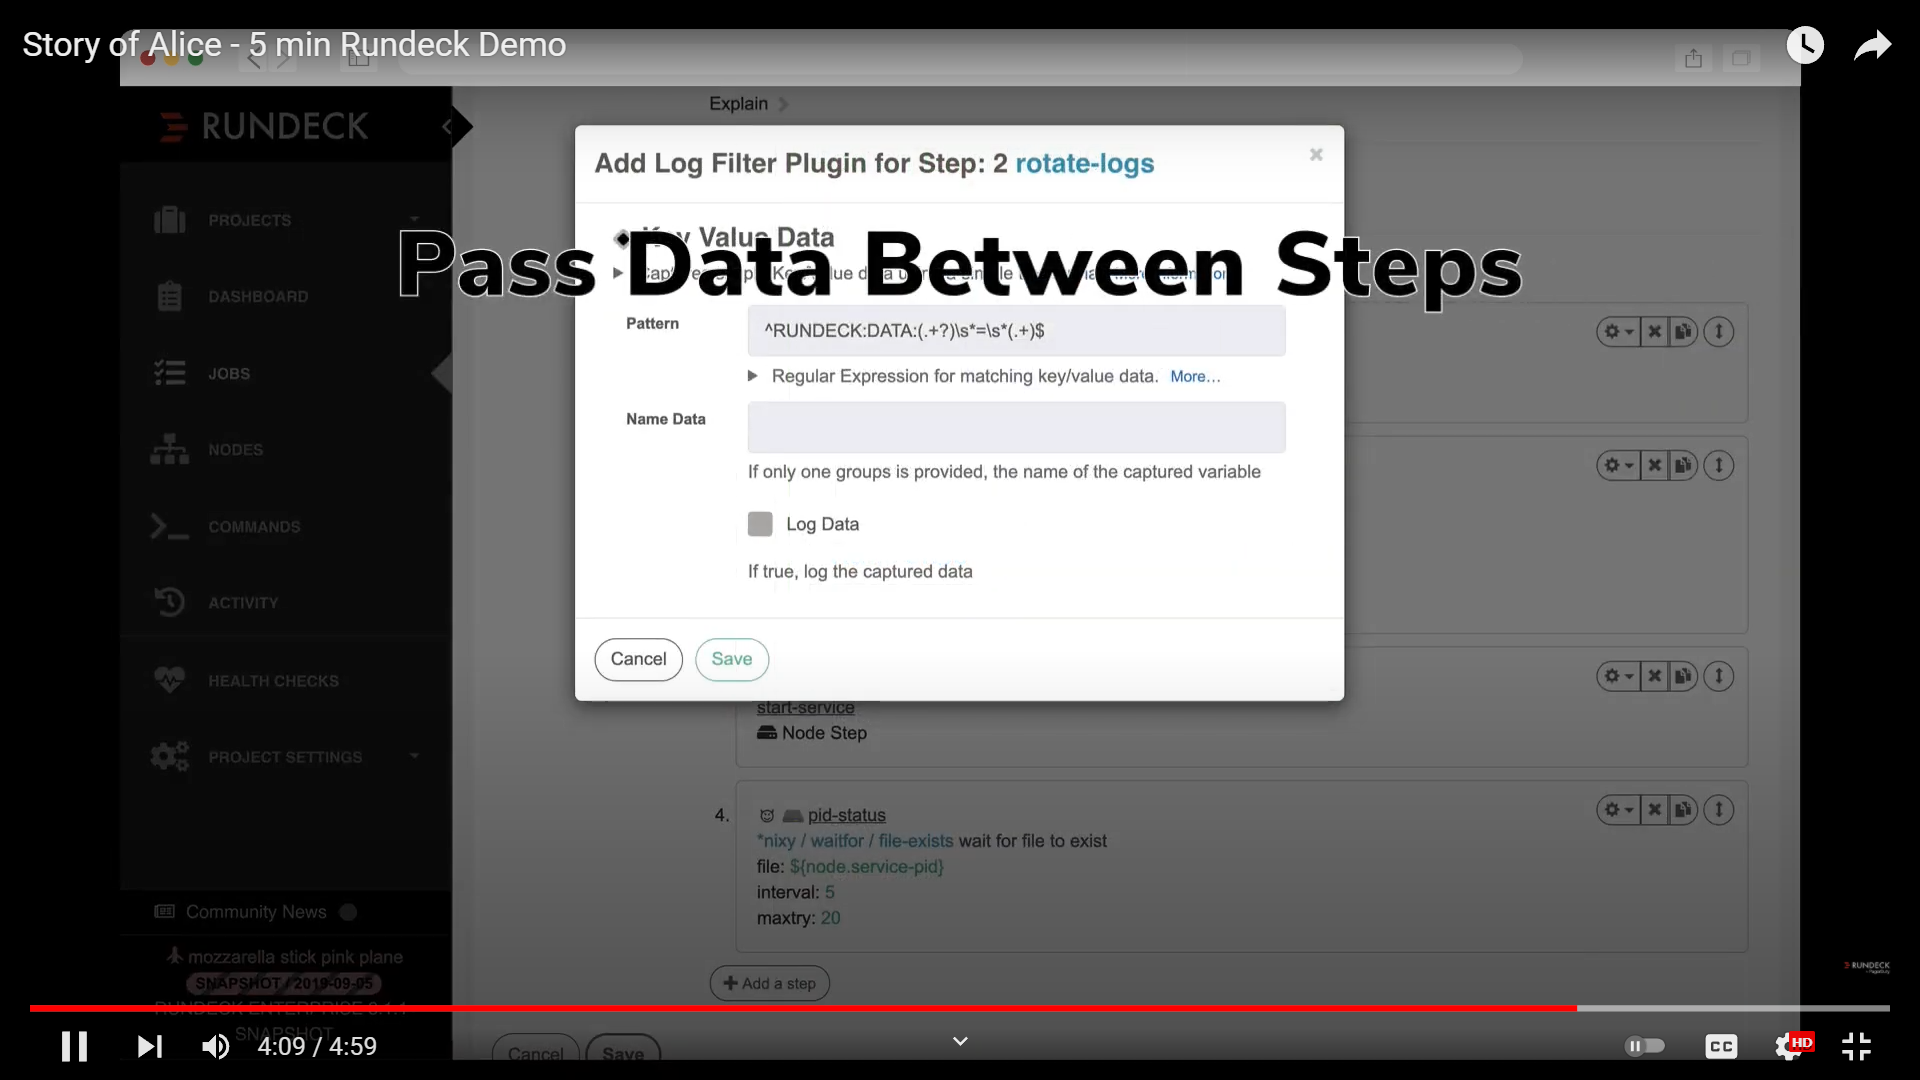 Story of Alice - 5 min Rundeck Demo
RUNDECK
Explain
Add Log Filter Plugin for Step: 2 rotate-logs
PROJECTS
Key Value Data
Pass Data Between Steps
DASHBOARD
Pattern
^RUNDECK:DATA:(.+?)\s*=\s*(.+)$
JOBS
Regular Expression for matching key/value data. More...
Name Data
NODES
If only one groups is provided, the name of the captured variable
COMMANDS
Log Data
If true, log the captured data
ACTIVITY
Cancel
Save
HEALTH CHECKS
start-service
Node Step
PROJECT SETTINGS
4.
pid-status
*nixy / waitfor / file-exists wait for file to exist
file: ${node.service-pid}
interval: 5
maxtry: 20
Community News
mozzarella stick pink plane
RUNDECK
SNAPSHOT / 2019-09-05
Add a step
RUNDECK ENTERPRISE 3.1.1
SNAPSHOT
4:09 / 4:59
CC
HD
Cancel
Save